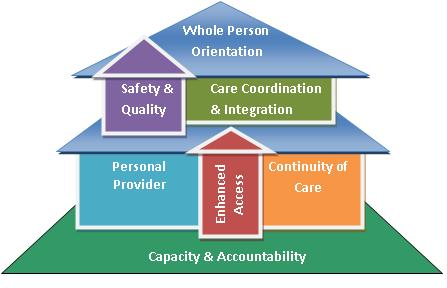 Whole Person
Orientation
Safety &
Quality
Care Coordination
& Integration
Personal
Provider
Enhanced
Access
Continuity of
Care
Capacity & Accountability